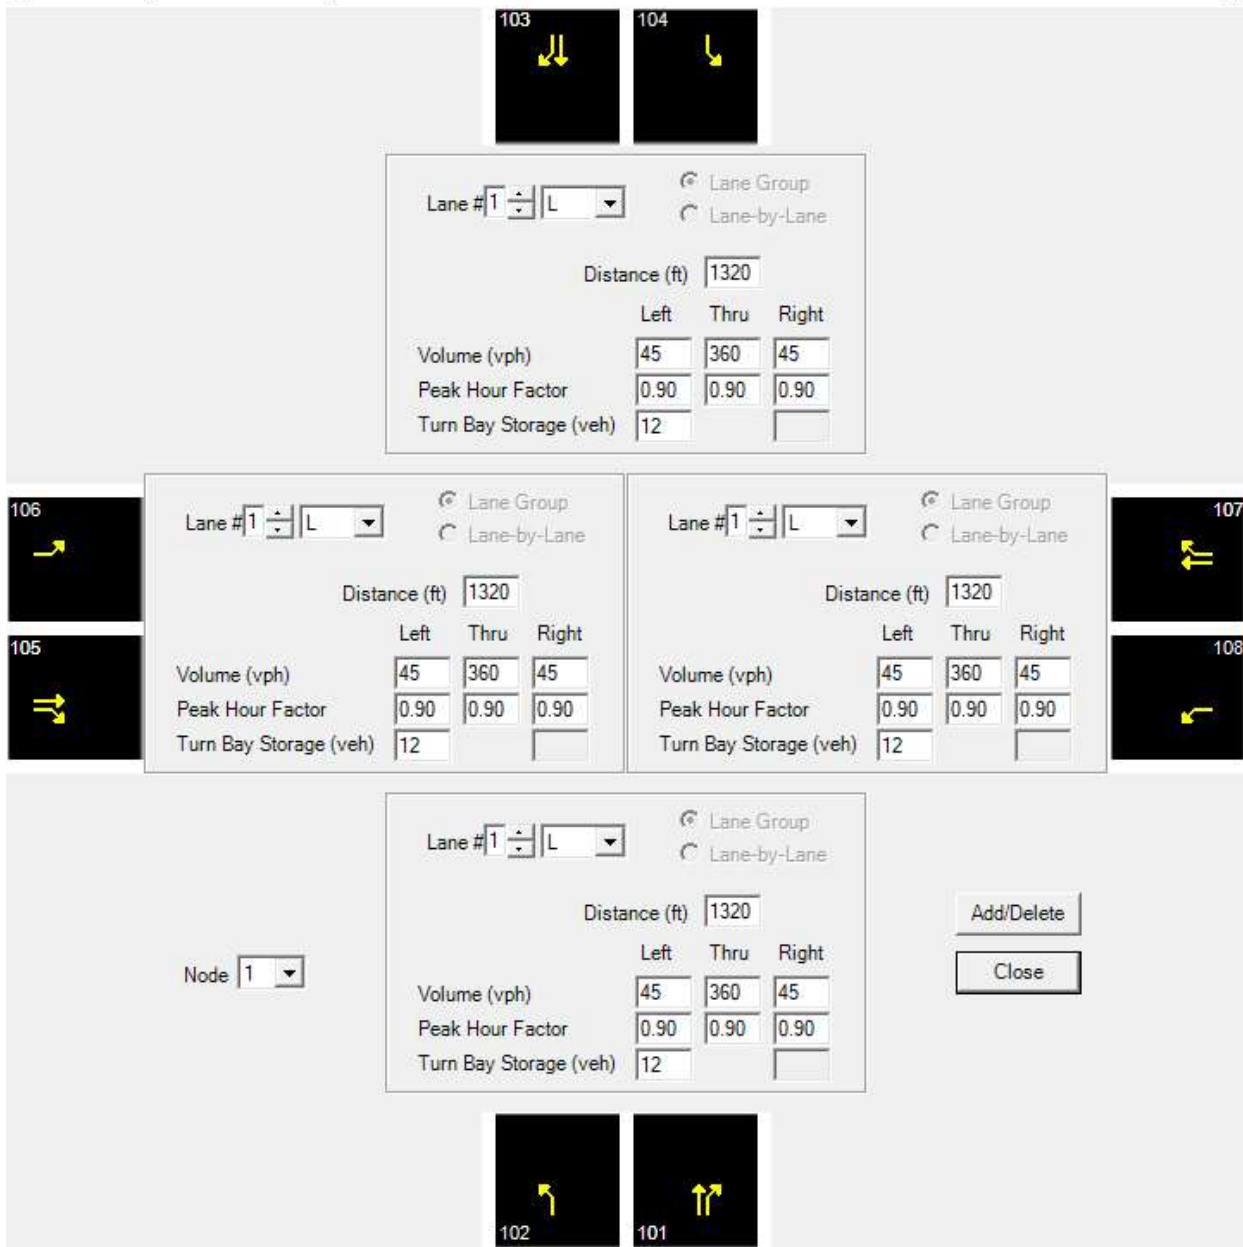 103 104
Lane # 1 L Lane Group
Lane-by-Lane
Distance (ft) 1320
Left Thru Right
Volume (vph) 45 360 45
Peak Hour Factor 0.90 0.90 0.90
Turn Bay Storage (veh) 12
106
105
Lane # 1 L Lane Group
Lane-by-Lane
Distance (ft) 1320
Left Thru Right
Volume (vph) 45 360 45
Peak Hour Factor 0.90 0.90 0.90
Turn Bay Storage (veh) 12
Lane # 1 L Lane Group
Lane-by-Lane
Distance (ft) 1320
Left Thru Right
Volume (vph) 45 360 45
Peak Hour Factor 0.90 0.90 0.90
Turn Bay Storage (veh) 12
107
108
Lane # 1 L Lane Group
Lane-by-Lane
Distance (ft) 1320
Left Thru Right
Volume (vph) 45 360 45
Peak Hour Factor 0.90 0.90 0.90
Turn Bay Storage (veh) 12
Node 1
Add/Delete
Close
102 101